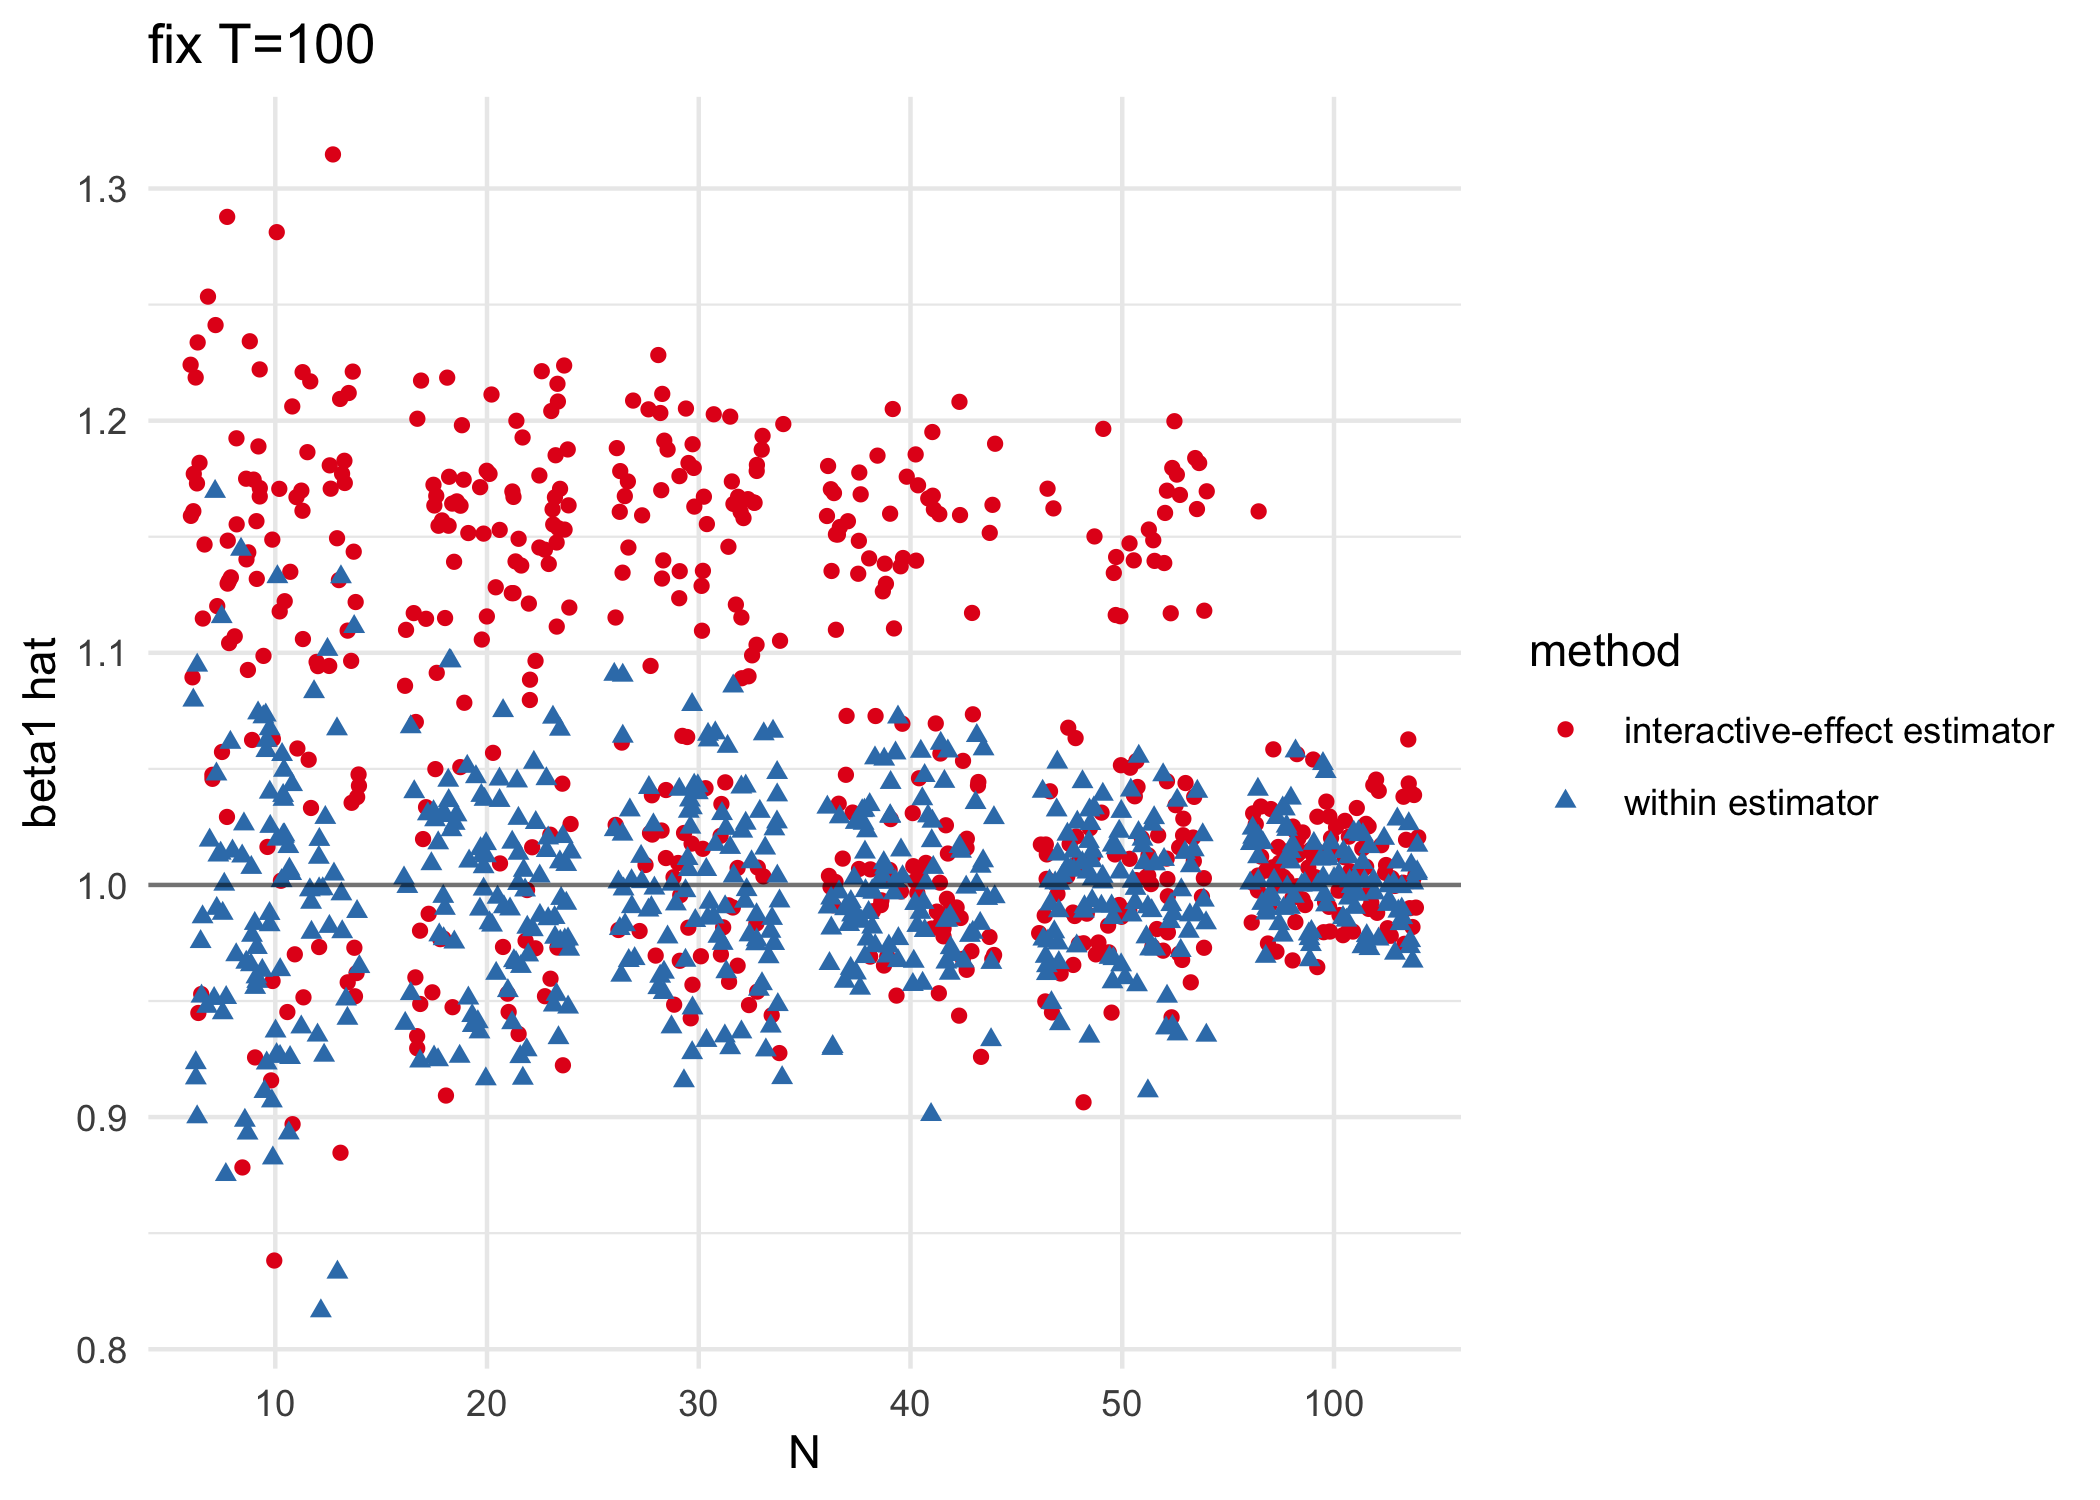 fix T=100
beta1 hat
1.3
1.2
1.1
1.0
0.9
0.8
10 20 30 40 50 100
N
method
interactive-effect estimator
within estimator